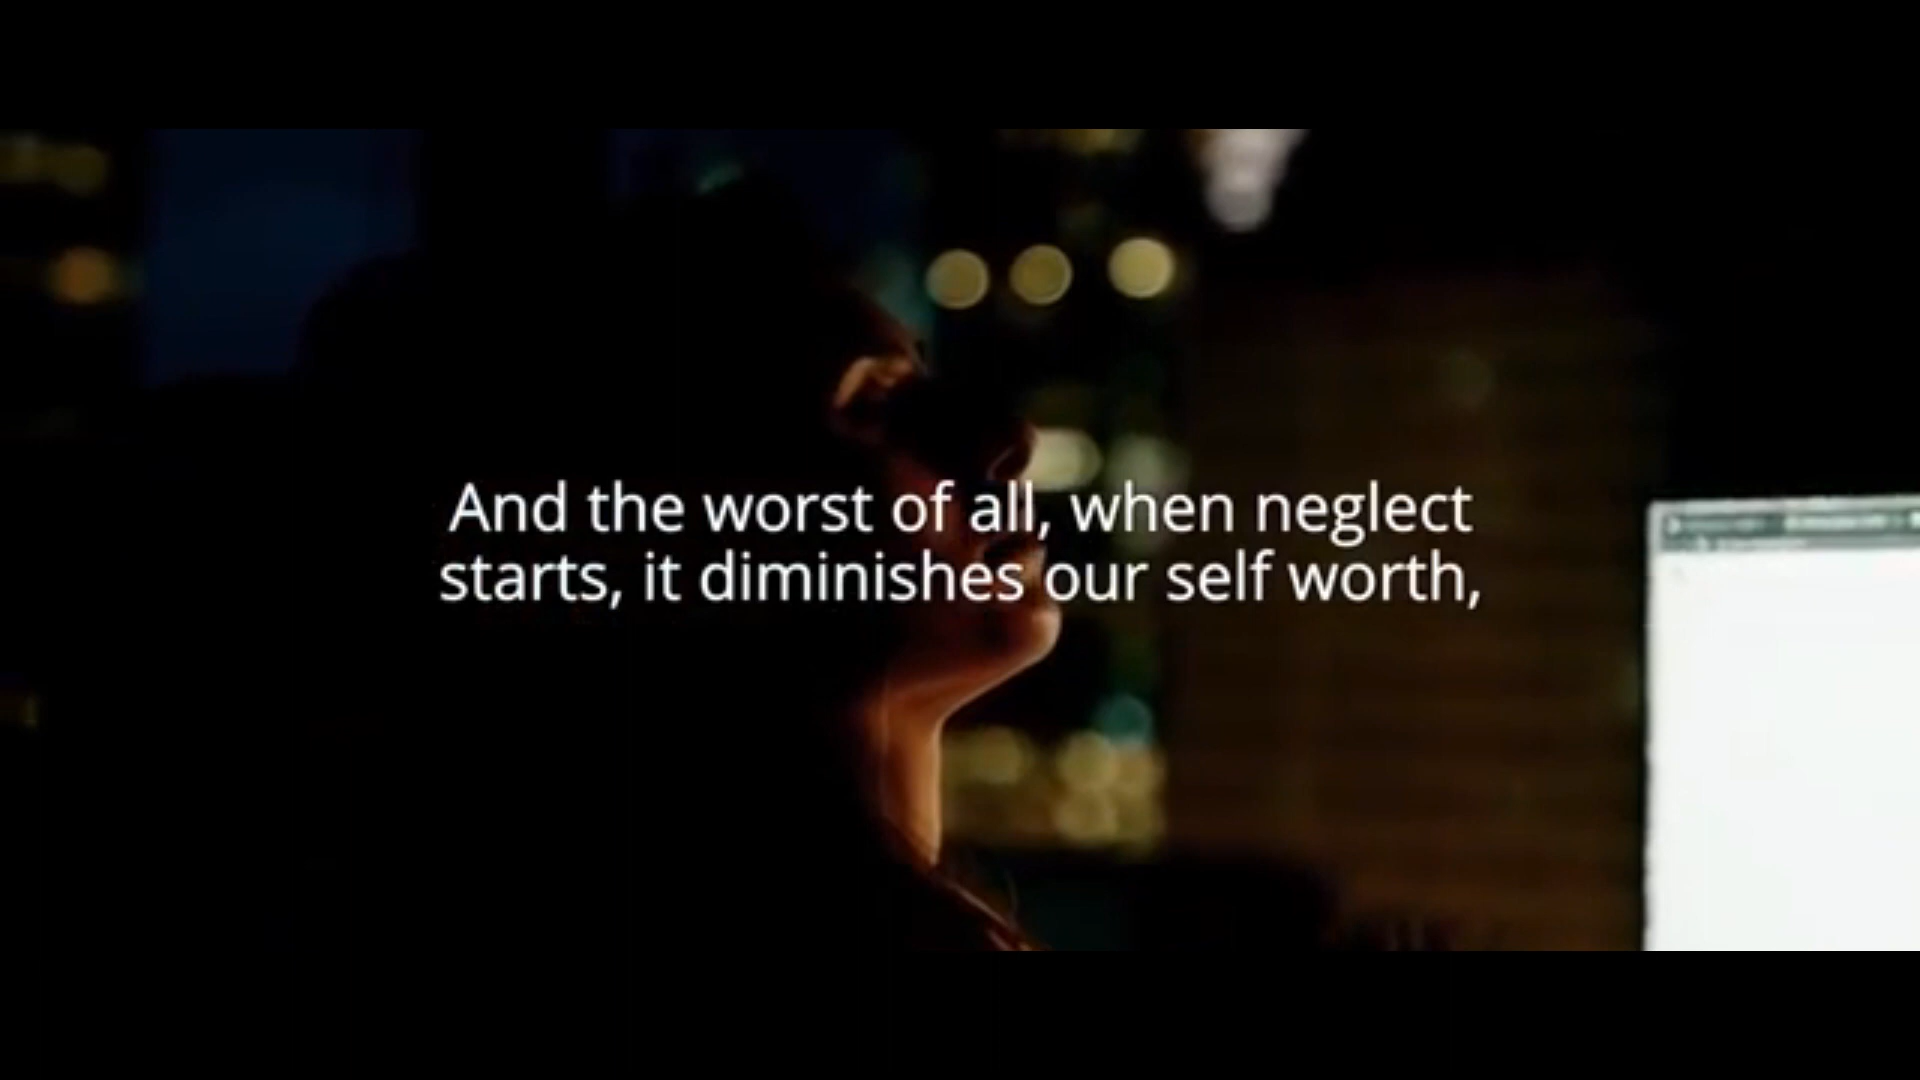 And the worst of all, when neglect
starts, it diminishes our self worth,